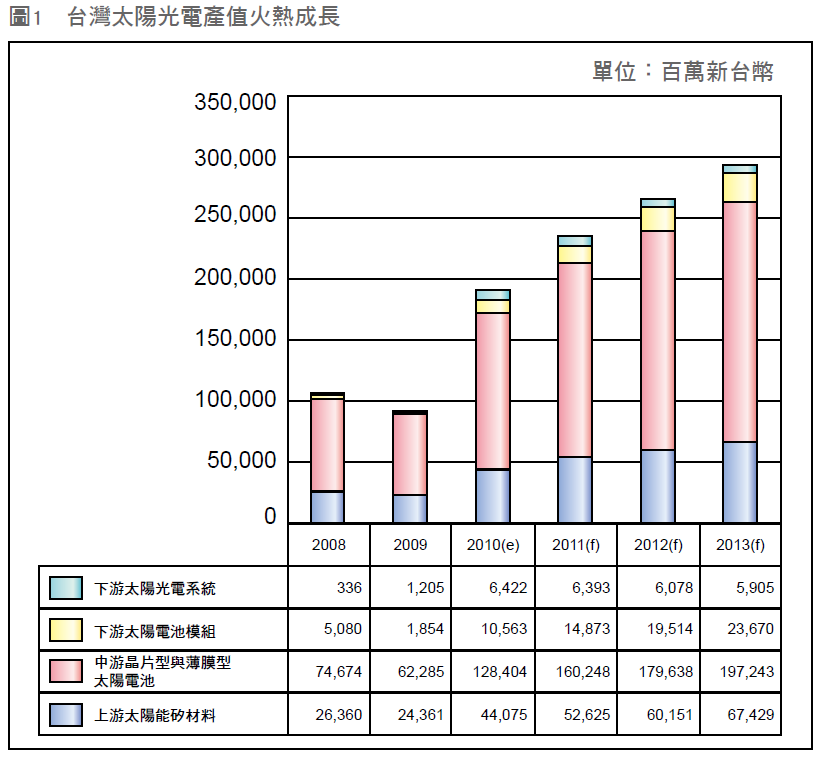 圖1 台灣太陽光電產值火熱成長
單位：百萬新台幣
350,000
300,000
250,000
200,000
150,000
100,000
50,000
0
2008 2009 2010(e) 2011(f) 2012(f) 2013(f)
下游太陽光電系統 336 1,205 6,422 6,393 6,078 5,905
下游太陽電池模組 5,080 1,854 10,563 14,873 19,514 23,670
中游晶片型與薄膜型
太陽電池 74,674 62,285 128,404 160,248 179,638 197,243
上游太陽能矽材料 26,360 24,361 44,075 52,625 60,151 67,429